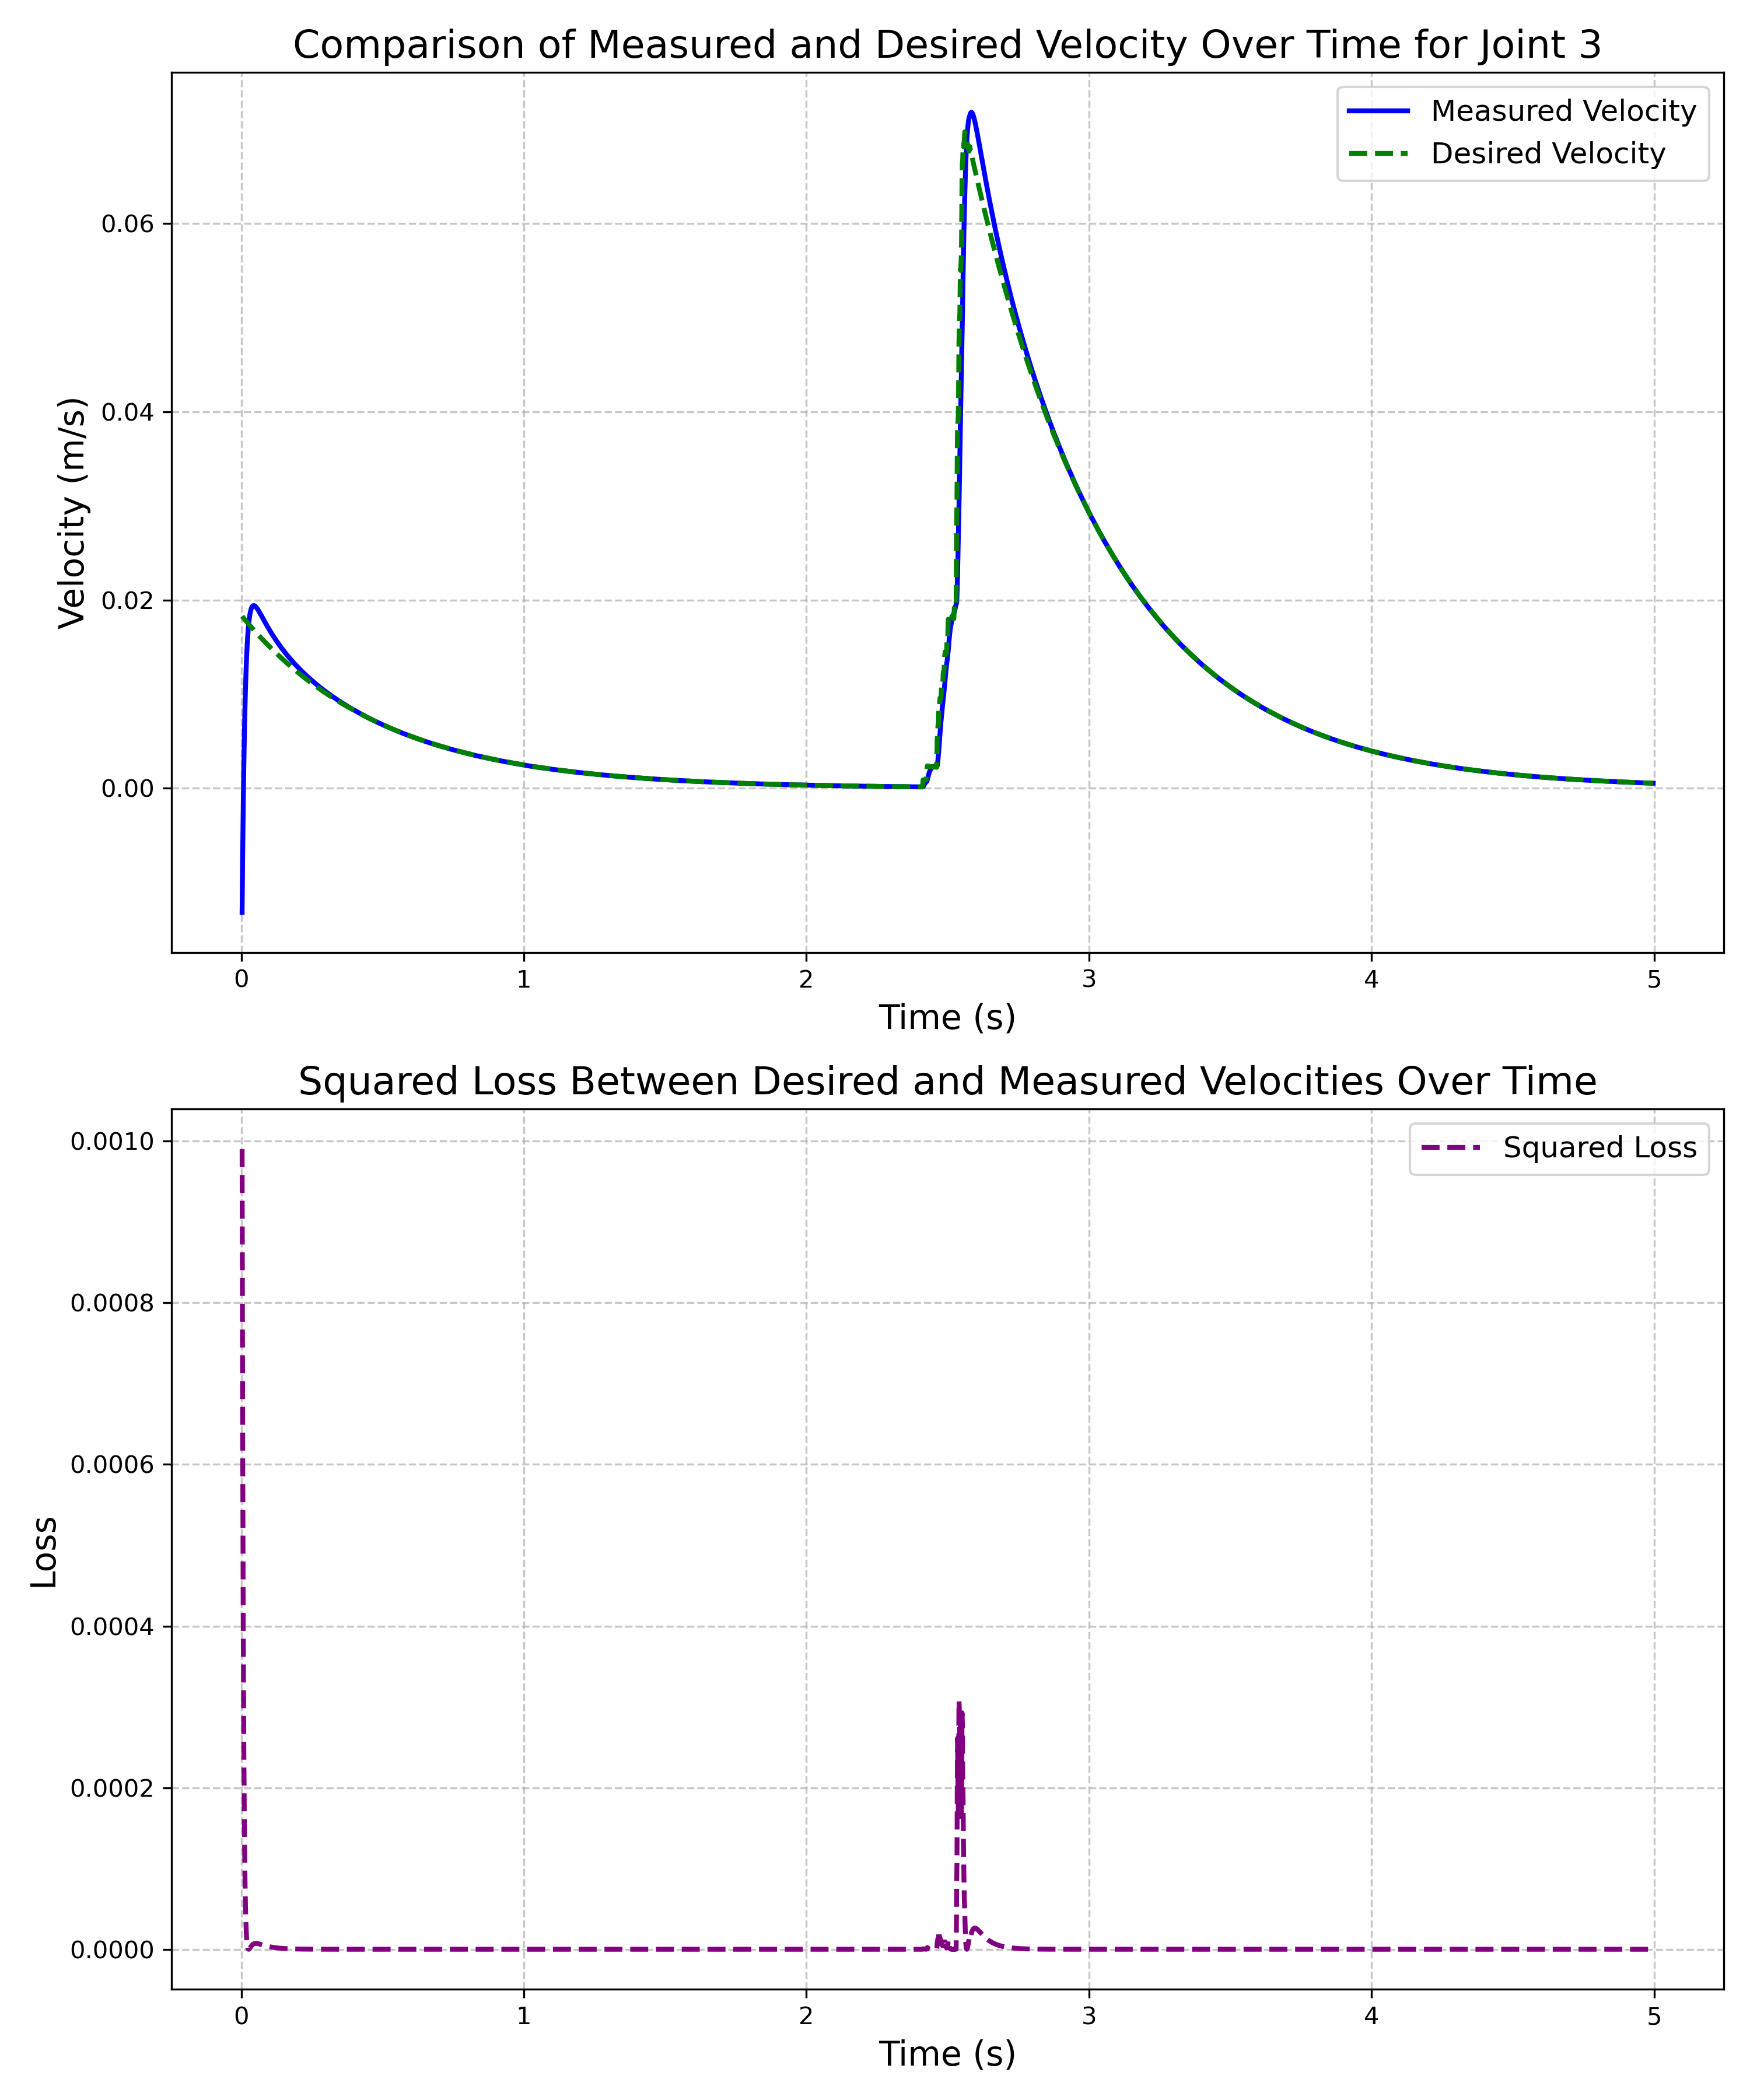 Comparison of Measured and Desired Velocity Over Time for Joint 3
Measured Velocity
Desired Velocity
Velocity (m/s)
0.06
0.04
0.02
0.00
0
1
2
3
4
5
Time (s)
Squared Loss Between Desired and Measured Velocities Over Time
Squared Loss
Loss
0.0010
0.0008
0.0006
0.0004
0.0002
0.0000
0
1
2
3
4
5
Time (s)